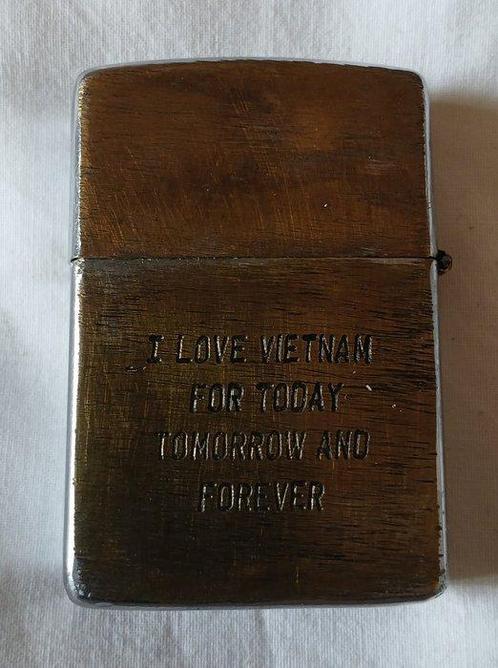 I LOVE VIETNAM
FOR TODAY
TOMORROW AND
FOREVER